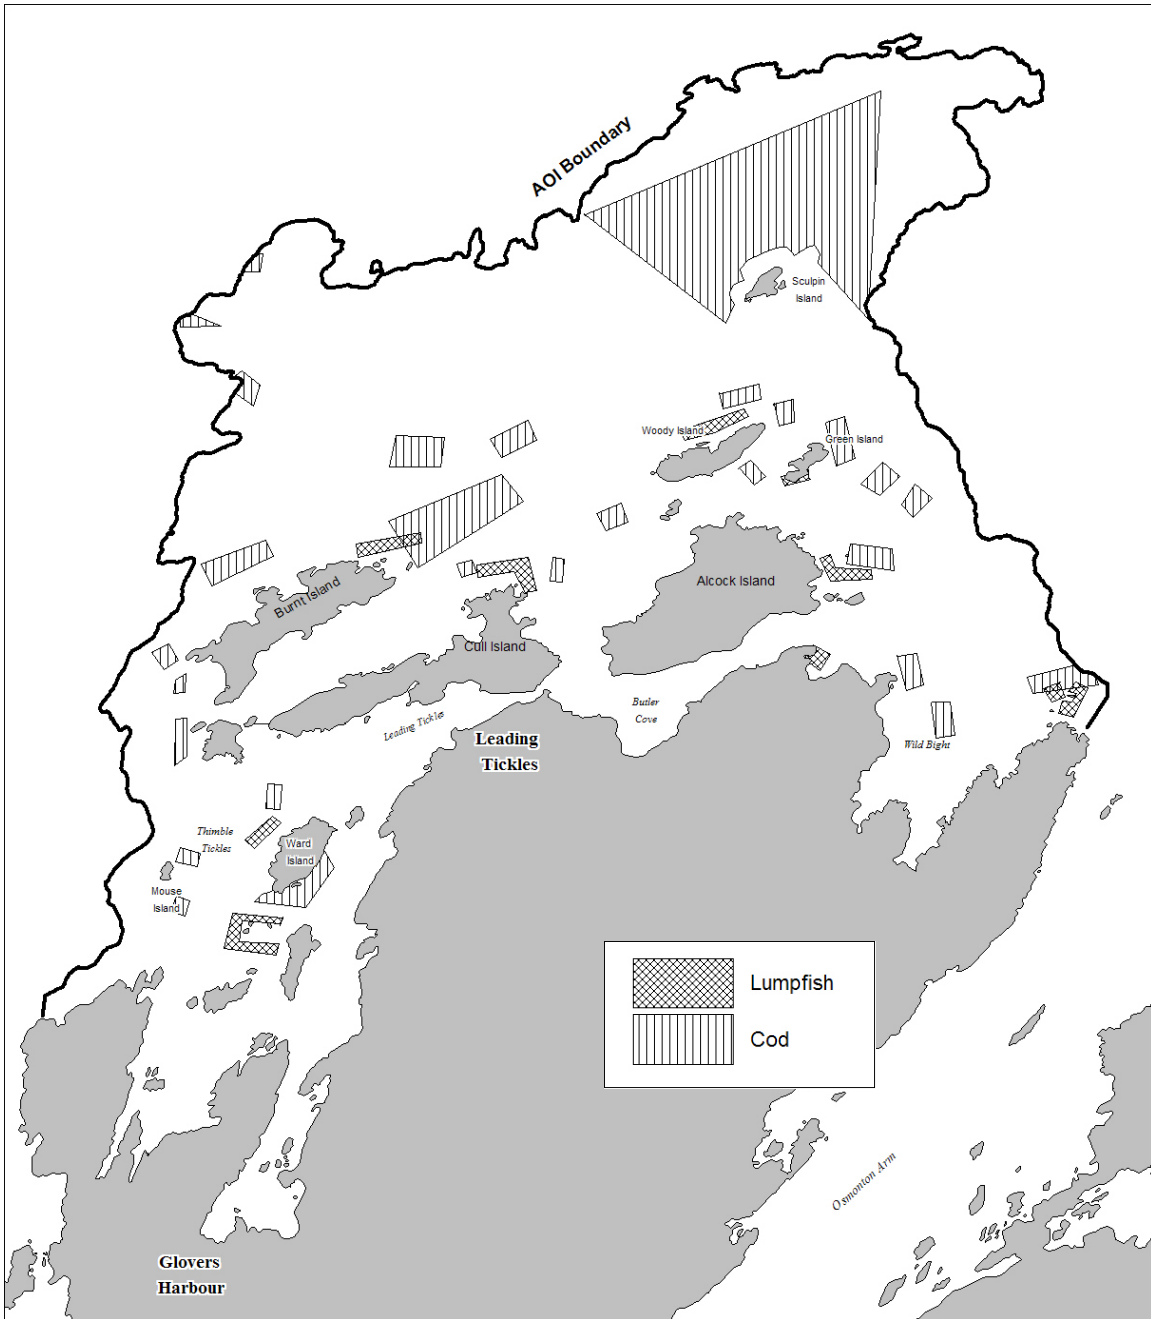 AOI Boundary
Sculpin
Island
Woody Island
Green Island
Alcock Island
Burnt Island
Cull Island
Butler
Cove
Leading Tickles
Leading
Tickles
Wild Bight
Thimble
Tickles
Ward
Island
Mouse
Island
Lumpfish
Cod
Osmonton Arm
Glovers
Harbour